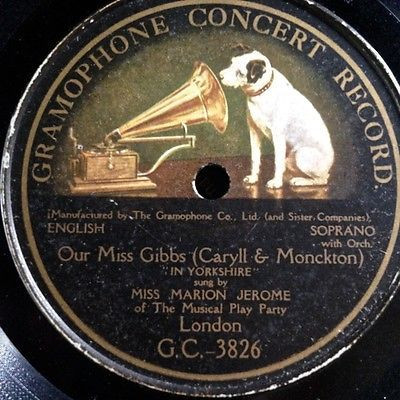 GRAMOPHONE CONCERT RECORD.
(Manufactured by The Gramophone Co., Ltd. (and Sister Companies),
ENGLISH SOPRANO
with Orch.
Our Miss Gibbs (Caryll & Monckton)
"IN YORKSHIRE"
sung by
MISS MARION JEROME
of The Musical Play Party
London
G.C.-3826